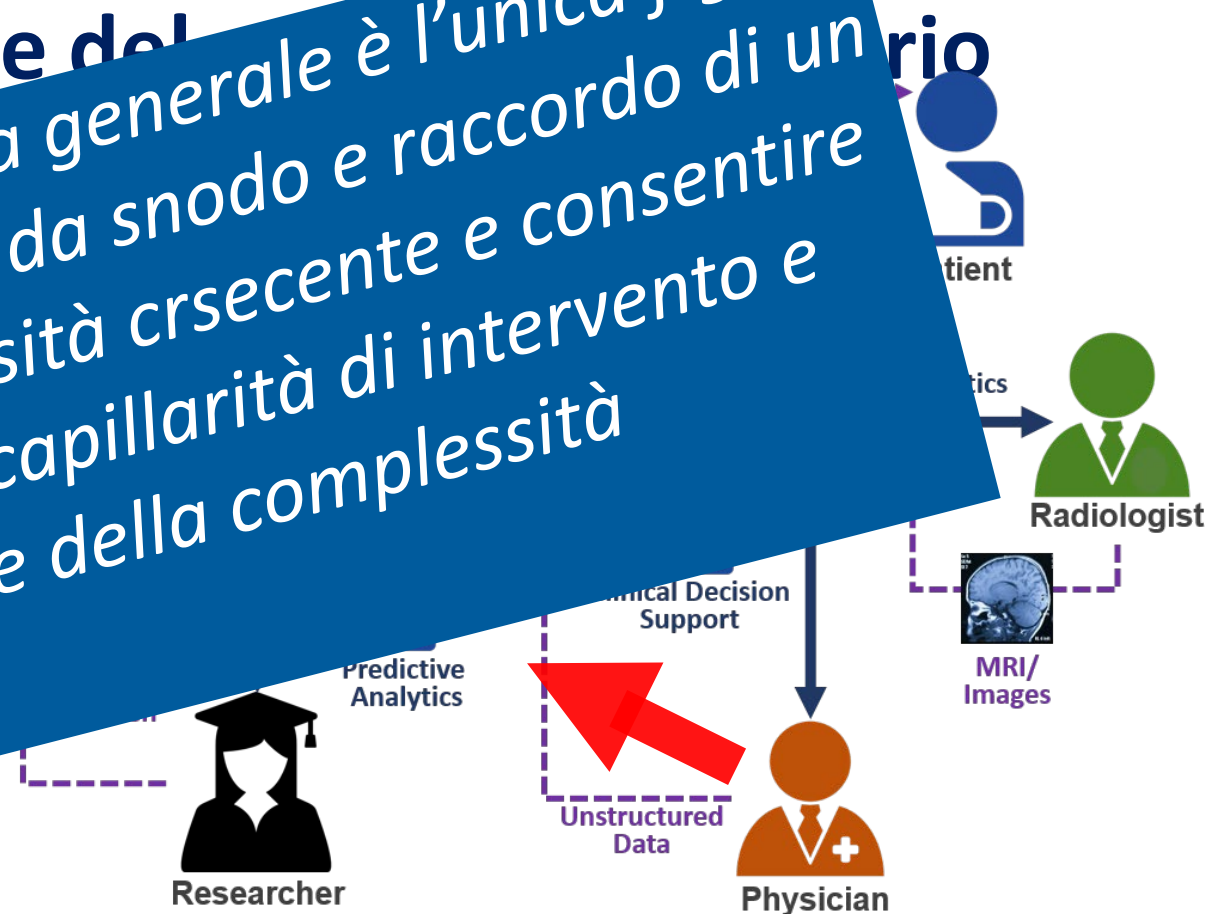 e del
rio
a generale è l'unica
da snodo e raccordo di un
sità crsecente e consentire
capillarità di intervento e
e della complessità
tient
tics
Radiologist
nical Decision
Support
MRI/
Images
Predictive
Analytics
Unstructured
Data
Researcher
Physician